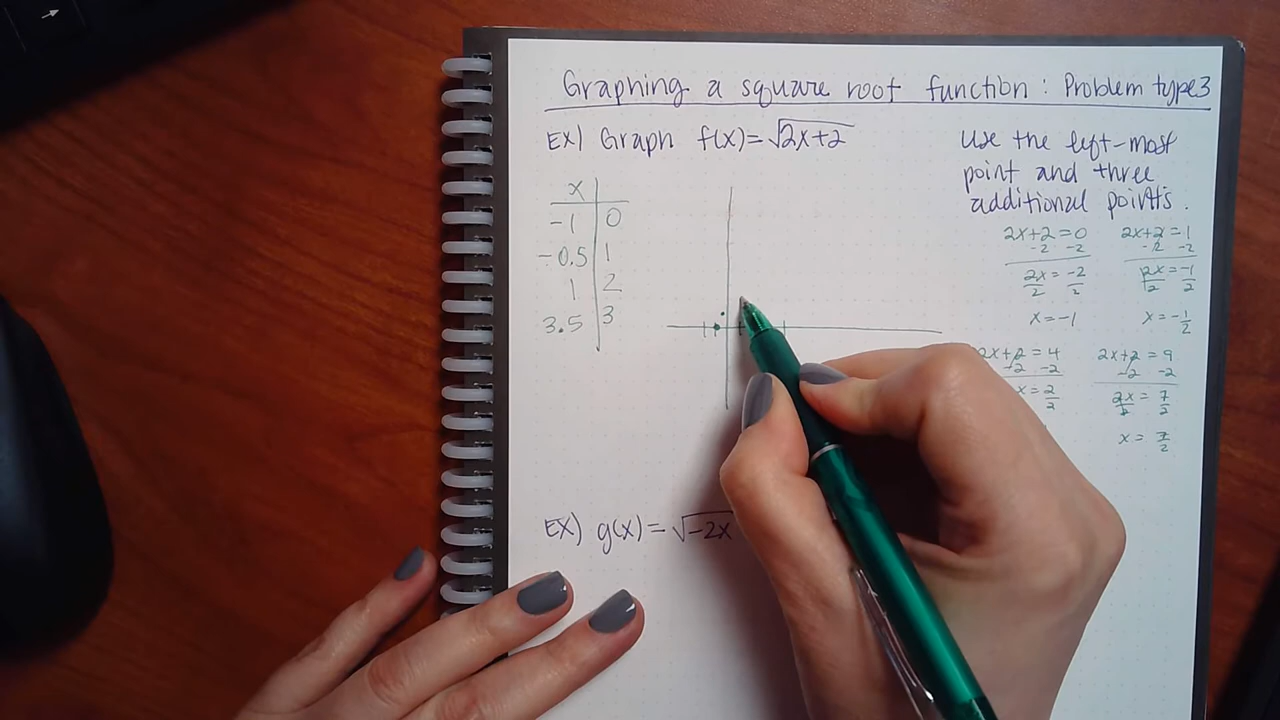 Graphing a square root function : Problem type 3
EX) Graph f(x) = √2x+2
Use the left-most
point and three
additional points.
x
-1 0
-0.5 1
1 2
3.5 3
2x+2=0
-2 -2
2x = -2
2 2
x = -1
2x+2=1
-2 -2
2x = -1
2 2
x = -1/2
2x+2=4
-2 -2
x = 2
2
2x+2 = 9
-2 -2
2x = 7
2 2
x = 7
2
EX) g(x) = √-2x